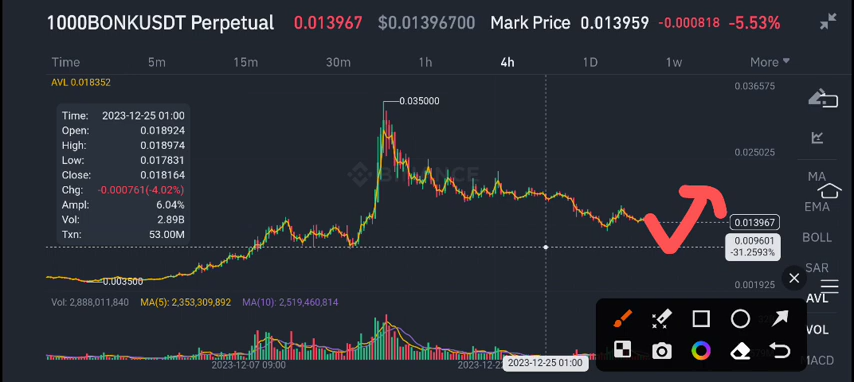 1000BONKUSDT Perpetual 0.013967 $0.01396700 Mark Price 0.013959 -0.000818 -5.53%
Time 5m 15m 30m 1h 4h 1D 1w More
AVL 0.018352
0.036575
0.035000
Time: 2023-12-25 01:00
Open: 0.018924
High: 0.018974
Low: 0.017831
Close: 0.018164
Chg: -0.000761(-4.02%)
Ampl: 6.04%
Vol: 2.89B
Txn: 53.00M
BINANCE
0.025025
0.013967
0.009601
-31.2593%
0.003500
0.001925
MA
EMA
BOLL
SAR
AVL
VOL
MACD
Vol: 2,888,011,840 MA(5): 2,353,309,892 MA(10): 2,519,460,814
2023-12-07 09:00
2023-12-22
2023-12-25 01:00